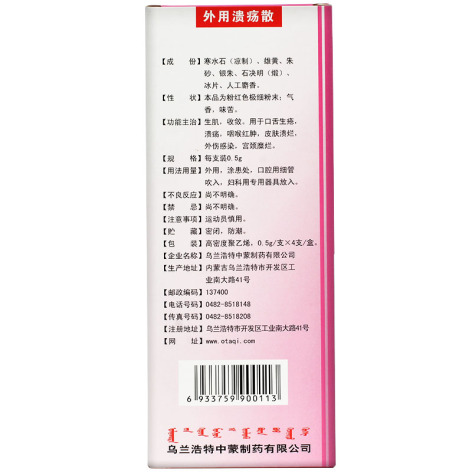 外用溃疡散
【成　份】寒水石（凉制）、雄黄、朱
砂、银朱、石决明（煅）、
冰片、人工麝香。
【性　状】本品为粉红色极细粉末；气
香，味苦。
【功能主治】生肌，收敛。用于口舌生疮，
溃疡，咽喉红肿，皮肤溃烂，
外伤感染，宫颈糜烂。
【规　格】每支装0.5g
【用法用量】外用，涂患处，口腔用细管
吹入，妇科用专用器具放入。
【不良反应】尚不明确。
【禁　忌】尚不明确。
【注意事项】运动员慎用。
【贮　藏】密闭，防潮。
【包　装】高密度聚乙烯，0.5g/支×4支/盒。
【企业名称】乌兰浩特中蒙制药有限公司
【生产地址】内蒙古乌兰浩特市开发区工
业南大路41号
【邮政编码】137400
【电话号码】0482-8518148
【传真号码】0482-8518208
【注册地址】乌兰浩特市开发区工业南大路41号
【网　址】www.otaqi.com
6 933759 900113
乌兰浩特中蒙制药有限公司